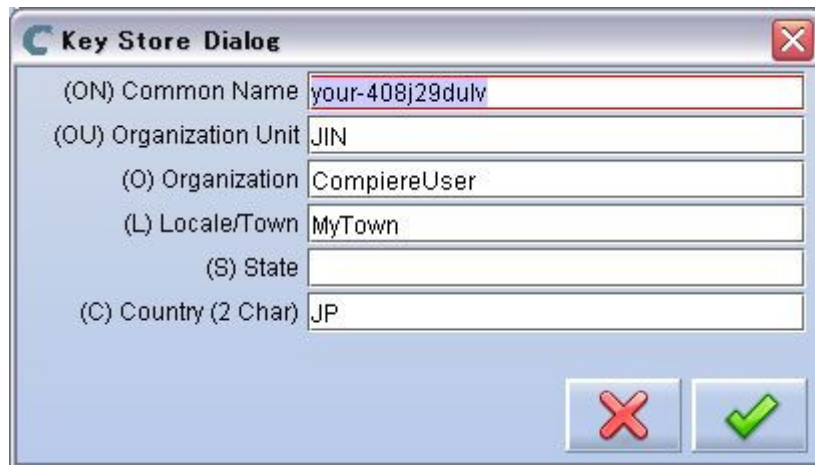 Key Store Dialog
(ON) Common Name your-408j29dulv
(OU) Organization Unit JIN
(O) Organization CompiereUser
(L) Locale/Town MyTown
(S) State
(C) Country (2 Char) JP